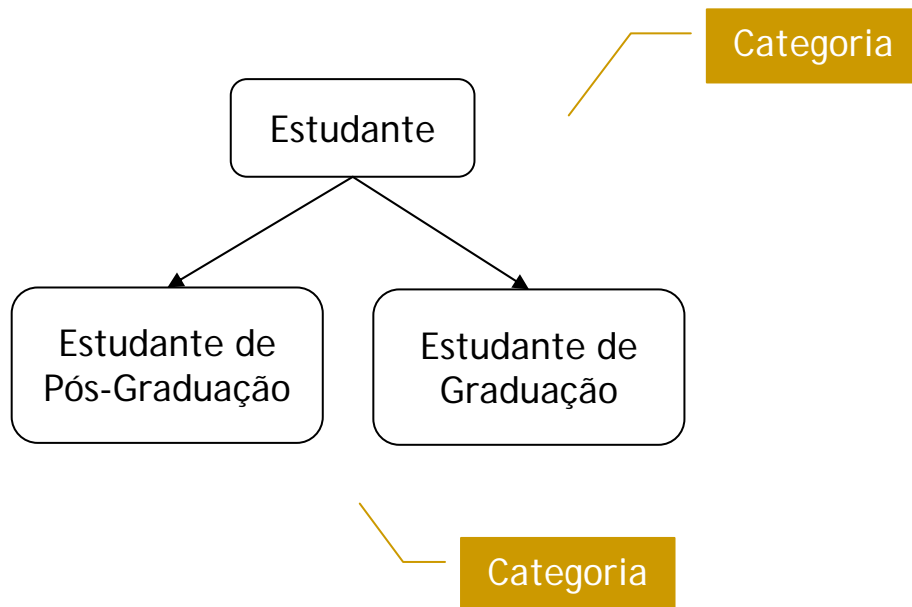 Categoria
Estudante
Estudante de
Pós-Graduação
Estudante de
Graduação
Categoria